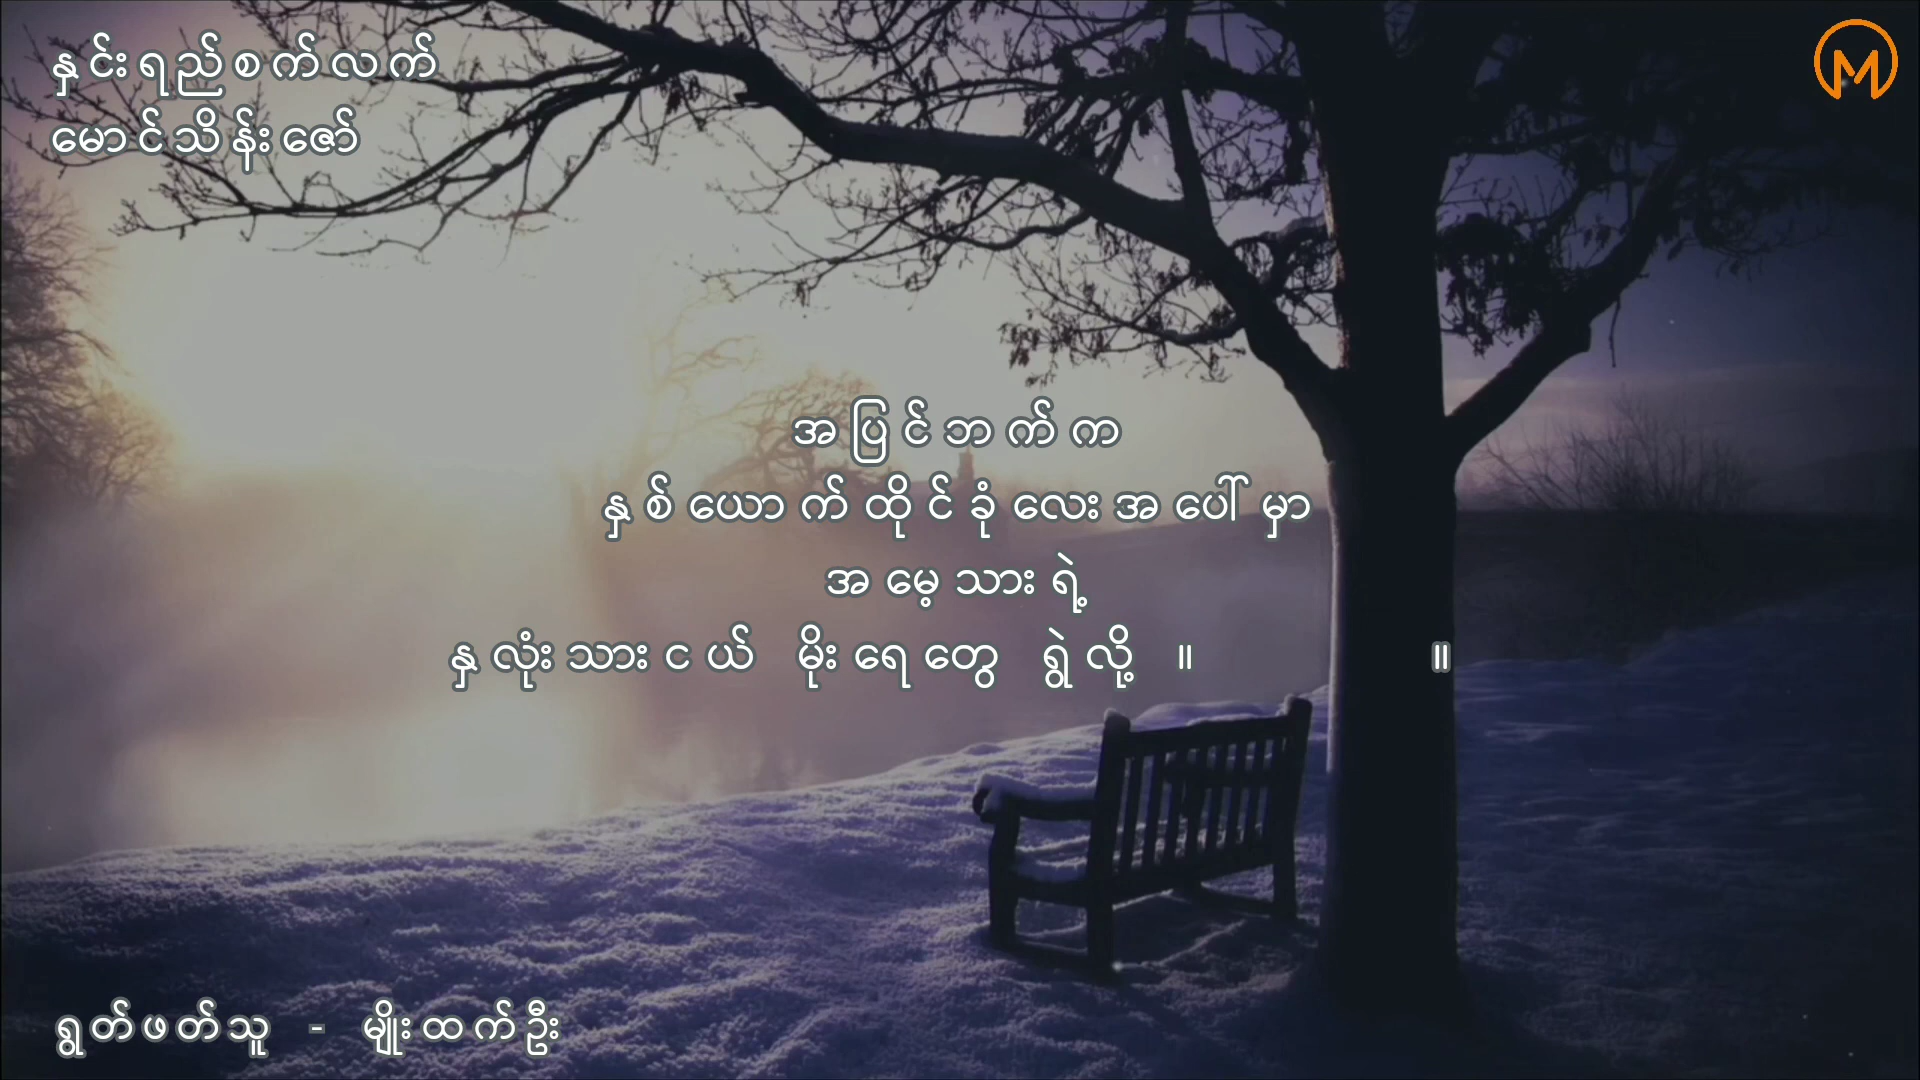 နှင်းရည်စက်လက်
မောင်သိန်းဇော်
အပြင်ဘက်က
နှစ်ယောက်ထိုင်ခုံလေးအပေါ်မှာ
အမေ့သားရဲ့
နှလုံးသားငယ် မိုးရေတွေ ရွှဲလို့ ။ ။
ရွတ်ဖတ်သူ - မျိုးထက်ဦး